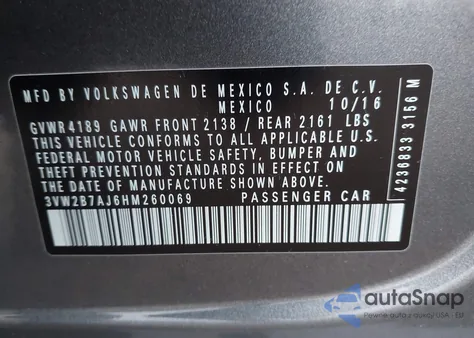 MFD BY VOLKSWAGEN DE MEXICO S.A. DE C.V.
MEXICO 10/16
GVWR4189 GAWR FRONT 2138 / REAR 2161 LBS
THIS VEHICLE CONFORMS TO ALL APPLICABLE U.S.
FEDERAL MOTOR VEHICLE SAFETY, BUMPER AND
THEFT PREVENTION STANDARDS IN EFFECT ON
THE DATE OF MANUFACTURE SHOWN ABOVE.
3VW2B7AJ6HM260069 PASSENGER CAR
4236833 3156 M
autoSnap